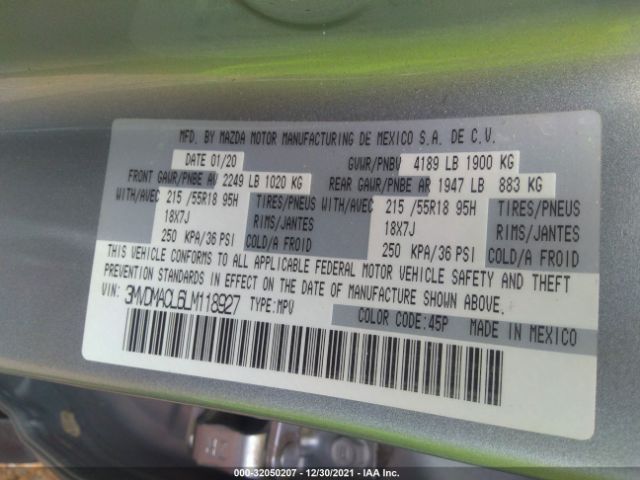 MFD. BY MAZDA MOTOR MANUFACTURING DE MEXICO S.A. DE C.V.
DATE 01/20 GVWR/PNBV 4189 LB 1900 KG
FRONT GAWR/PNBE AV 2249 LB 1020 KG REAR GAWR/PNBE AR 1947 LB 883 KG
WITH/AVEC 215 /55R18 95H TIRES/PNEUS WITH/AVEC 215 /55R18 95H TIRES/PNEUS
18X7J RIMS/JANTES 18X7J RIMS/JANTES
250 KPA/36 PSI COLD/A FROID 250 KPA/36 PSI COLD/A FROID
THIS VEHICLE CONFORMS TO ALL APPLICABLE FEDERAL MOTOR VEHICLE SAFETY AND THEFT
PREVENTION STANDARDS IN EFFECT ON THE DATE OF MANUFACTURE SHOWN ABOVE.
VIN: 3MVDMACL6LM118927 TYPE:MPV
COLOR CODE:45P MADE IN MEXICO
000-32050207 - 12/30/2021 - IAA Inc.